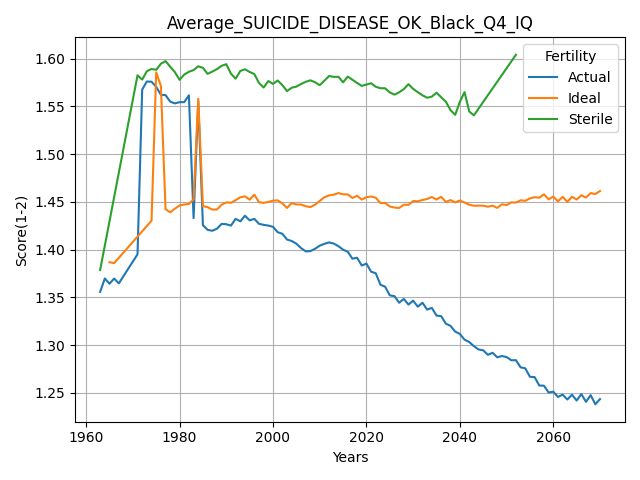 Average_SUICIDE_DISEASE_OK_Black_Q4_IQ
Score(1-2)
1.60
1.55
1.50
1.45
1.40
1.35
1.30
1.25
Fertility
Actual
Ideal
Sterile
1960 1980 2000 2020 2040 2060
Years